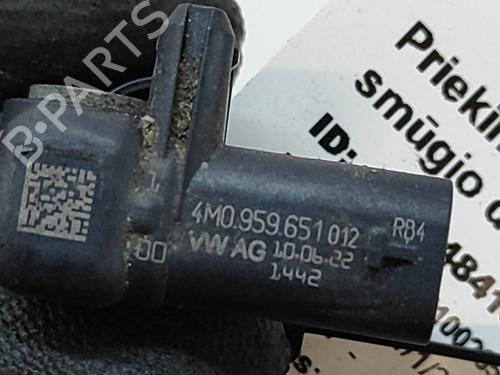 B-PARTS
4M0.959.651 012 RB4
VW AG 10.06.22
1442
Priekin
smūgio
ID: